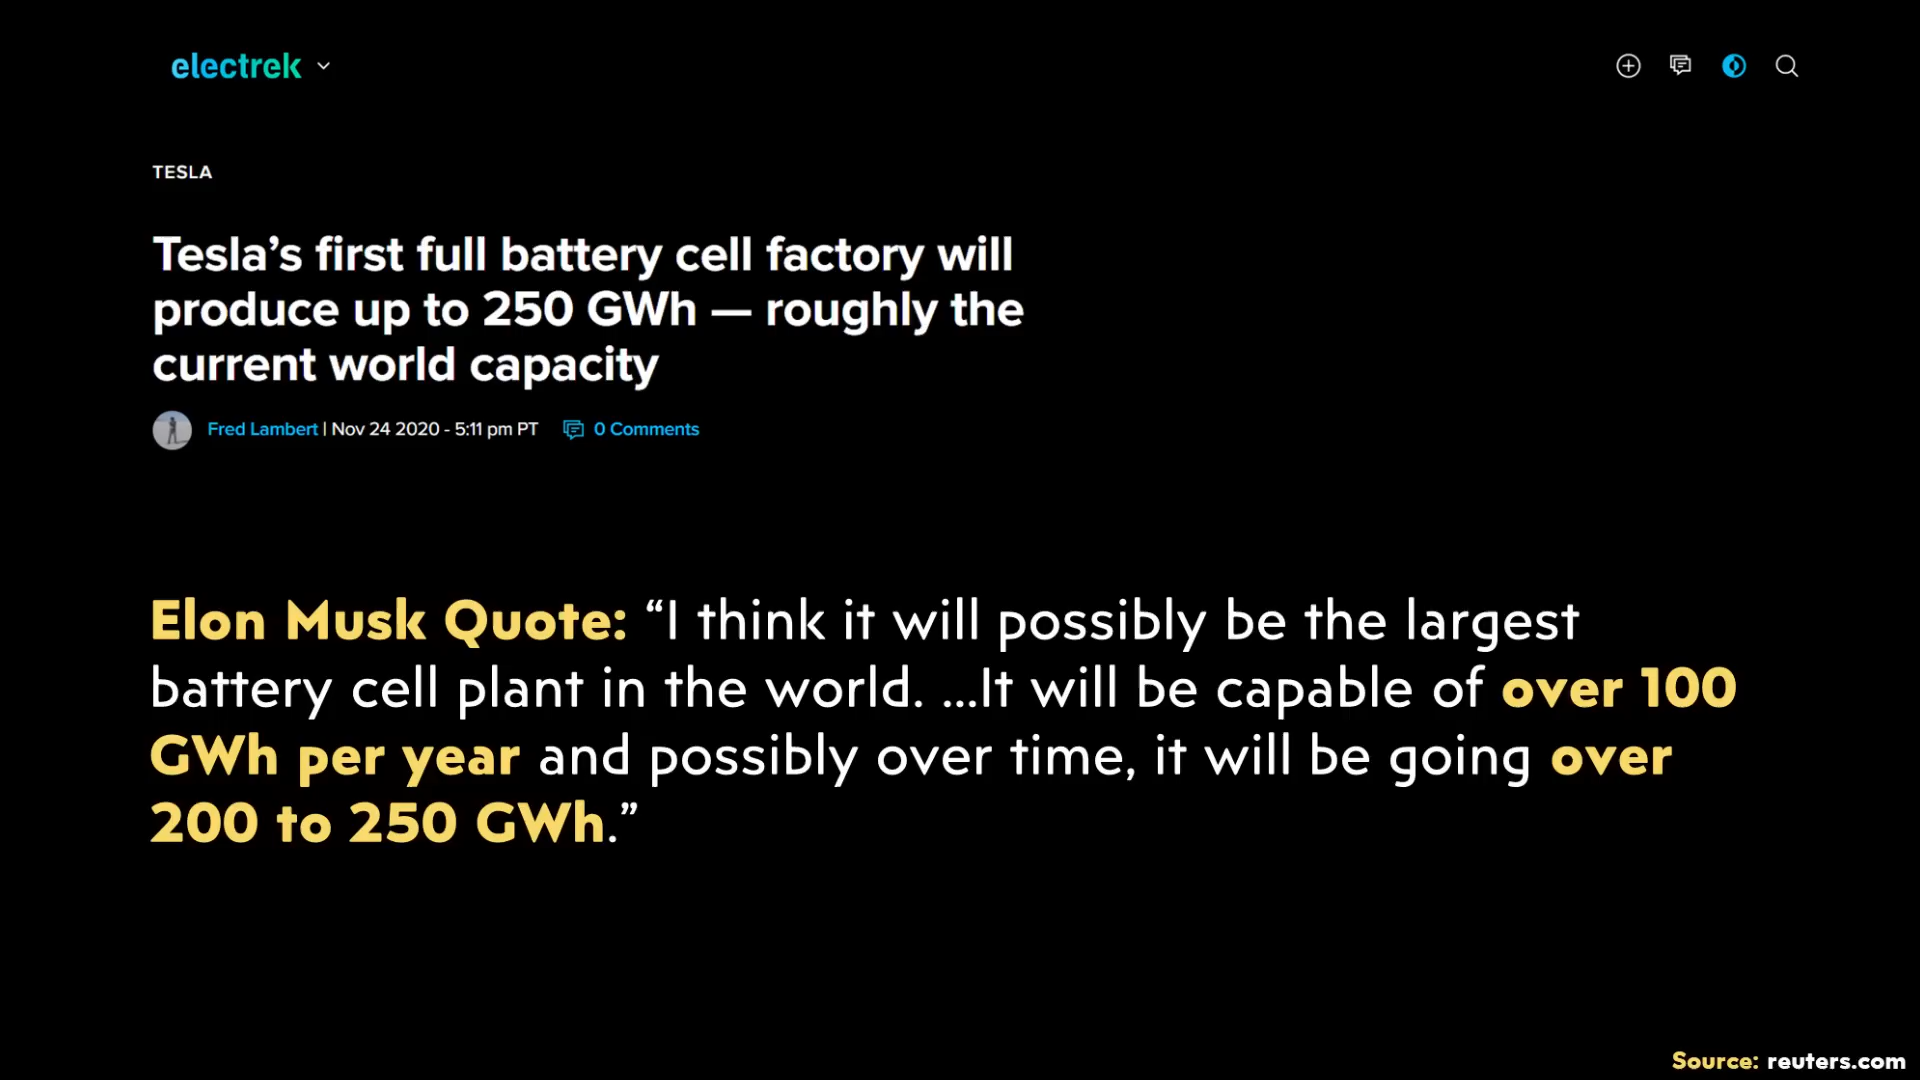 electrek
TESLA
Tesla’s first full battery cell factory will
produce up to 250 GWh — roughly the
current world capacity
Fred Lambert | Nov 24 2020 - 5:11 pm PT 0 Comments
Elon Musk Quote: “I think it will possibly be the largest
battery cell plant in the world. ...It will be capable of over 100
GWh per year and possibly over time, it will be going over
200 to 250 GWh.”
Source: reuters.com